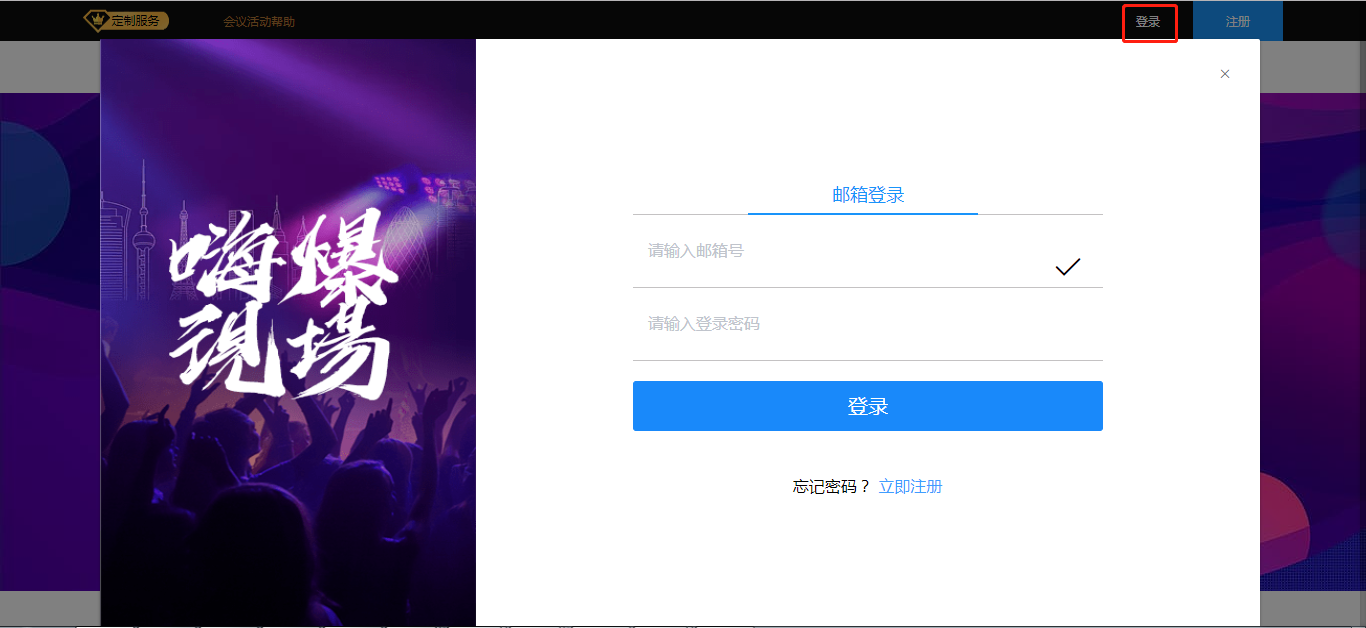 定制服务
会议活动帮助
登录
注册
嗨爆
現場
邮箱登录
请输入邮箱号
请输入登录密码
登录
忘记密码？ 立即注册